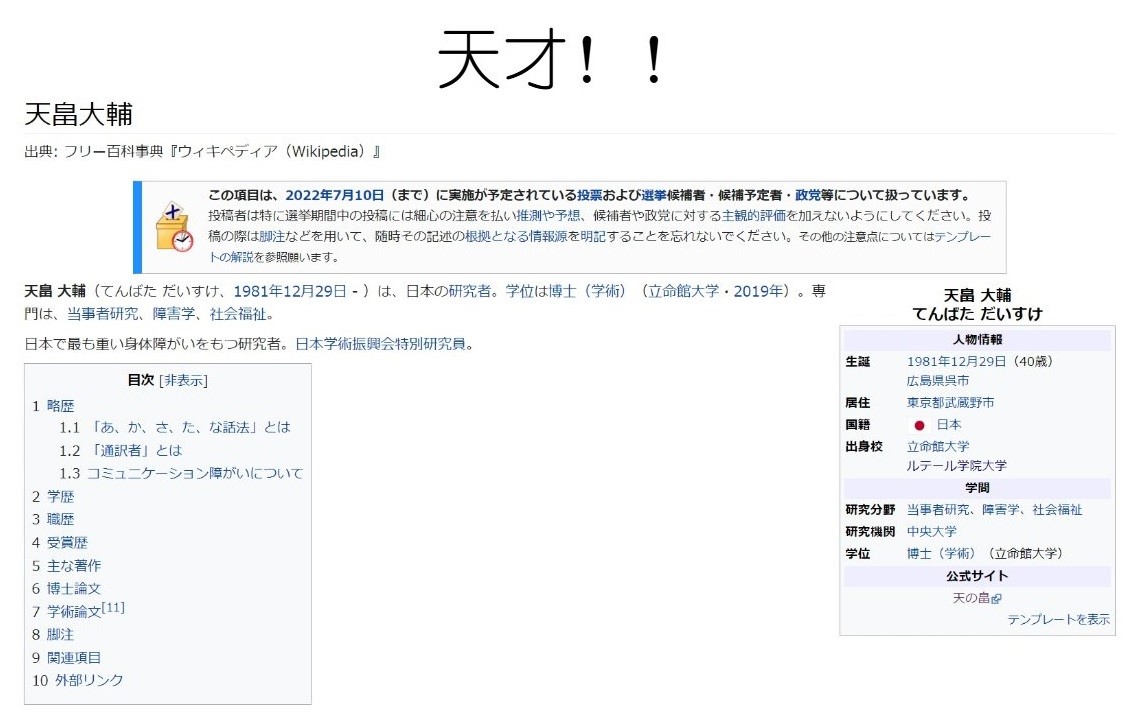 天才！！
天畠大輔
出典: フリー百科事典『ウィキペディア（Wikipedia）』
この項目は、2022年7月10日（まで）に実施が予定されている投票および選挙候補者・候補予定者・政党等について扱っています。
投稿者は特に選挙期間中の投稿には細心の注意を払い推測や予想、候補者や政党に対する主観的評価を加えないようにしてください。投
稿の際は脚注などを用いて、随時その記述の根拠となる情報源を明記することを忘れないでください。その他の注意点についてはテンプレー
トの解説を参照願います。
天畠 大輔（てんばた だいすけ、1981年12月29日 - ）は、日本の研究者。学位は博士（学術）（立命館大学・2019年）。専
門は、当事者研究、障害学、社会福祉。
日本で最も重い身体障がいをもつ研究者。日本学術振興会特別研究員。
目次 [非表示]
1 略歴
1.1 「あ、か、さ、た、な話法」とは
1.2 「通訳者」とは
1.3 コミュニケーション障がいについて
2 学歴
3 職歴
4 受賞歴
5 主な著作
6 博士論文
7 学術論文[11]
8 脚注
9 関連項目
10 外部リンク
天畠 大輔
てんばた だいすけ
人物情報
生誕 1981年12月29日（40歳）
広島県呉市
居住 東京都武蔵野市
国籍 日本
出身校 立命館大学
ルテール学院大学
学問
研究分野 当事者研究、障害学、社会福祉
研究機関 中央大学
学位 博士（学術）（立命館大学）
公式サイト
天の畠
テンプレートを表示